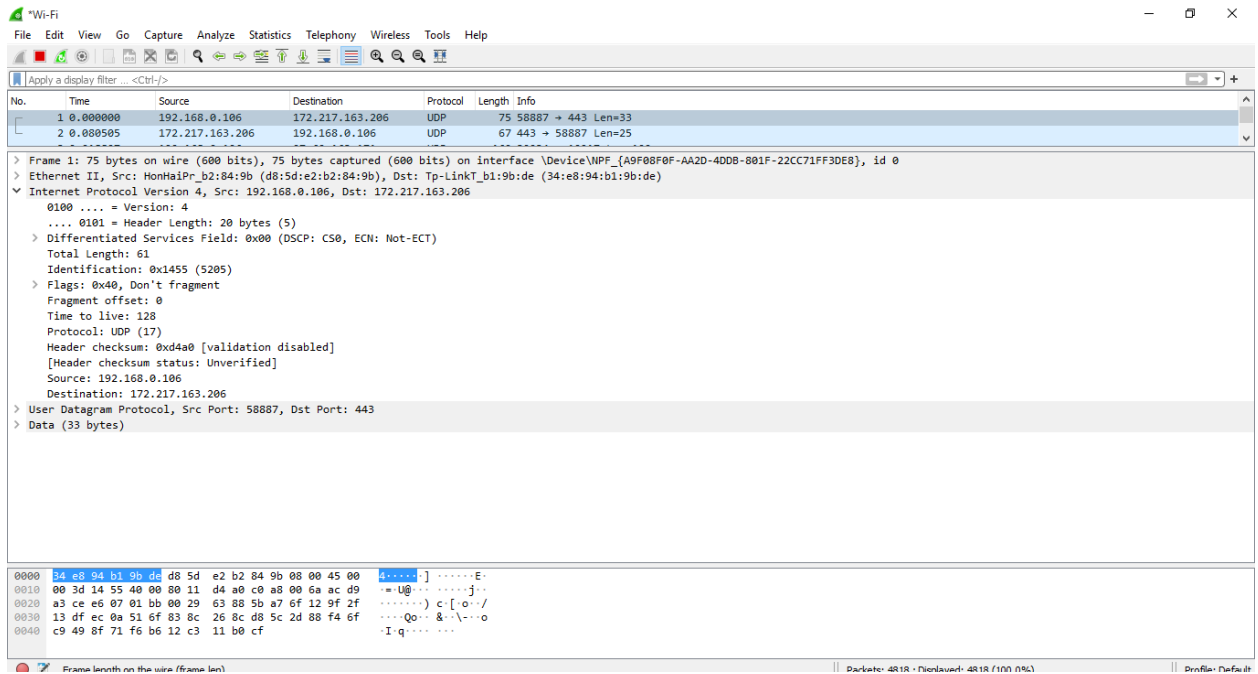 *Wi-Fi
File Edit View Go Capture Analyze Statistics Telephony Wireless Tools Help
Apply a display filter ... <Ctrl-/>
No. Time Source Destination Protocol Length Info
1 0.000000 192.168.0.106 172.217.163.206 UDP 75 58887 → 443 Len=33
2 0.080505 172.217.163.206 192.168.0.106 UDP 67 443 → 58887 Len=25
Frame 1: 75 bytes on wire (600 bits), 75 bytes captured (600 bits) on interface \Device\NPF_{A9F08F0F-AA2D-4DDB-801F-22CC71FF3DE8}, id 0
Ethernet II, Src: HonHaiPr_b2:84:9b (d8:5d:e2:b2:84:9b), Dst: Tp-LinkT_b1:9b:de (34:e8:94:b1:9b:de)
Internet Protocol Version 4, Src: 192.168.0.106, Dst: 172.217.163.206
0100 .... = Version: 4
.... 0101 = Header Length: 20 bytes (5)
Differentiated Services Field: 0x00 (DSCP: CS0, ECN: Not-ECT)
Total Length: 61
Identification: 0x1455 (5205)
Flags: 0x40, Don't fragment
Fragment offset: 0
Time to live: 128
Protocol: UDP (17)
Header checksum: 0xd4a0 [validation disabled]
[Header checksum status: Unverified]
Source: 192.168.0.106
Destination: 172.217.163.206
User Datagram Protocol, Src Port: 58887, Dst Port: 443
Data (33 bytes)
0000 34 e8 94 b1 9b de d8 5d e2 b2 84 9b 08 00 45 00 4·····] ······E·
0010 00 3d 14 55 40 00 80 11 d4 a0 c0 a8 00 6a ac d9 ·=·U@··· ·····j··
0020 a3 ce e6 07 01 bb 00 29 63 88 5b a7 6f 12 9f 2f ·······) c·[·o··/
0030 13 df ec 0a 51 6f 83 8c 26 8c d8 5c 2d 88 f4 6f ····Qo·· &··\-··o
0040 c9 49 8f 71 f6 b6 12 c3 11 b0 cf ·I·q···· ···
Frame length on the wire (frame.len) Packets: 4818 · Displayed: 4818 (100.0%) Profile: Default